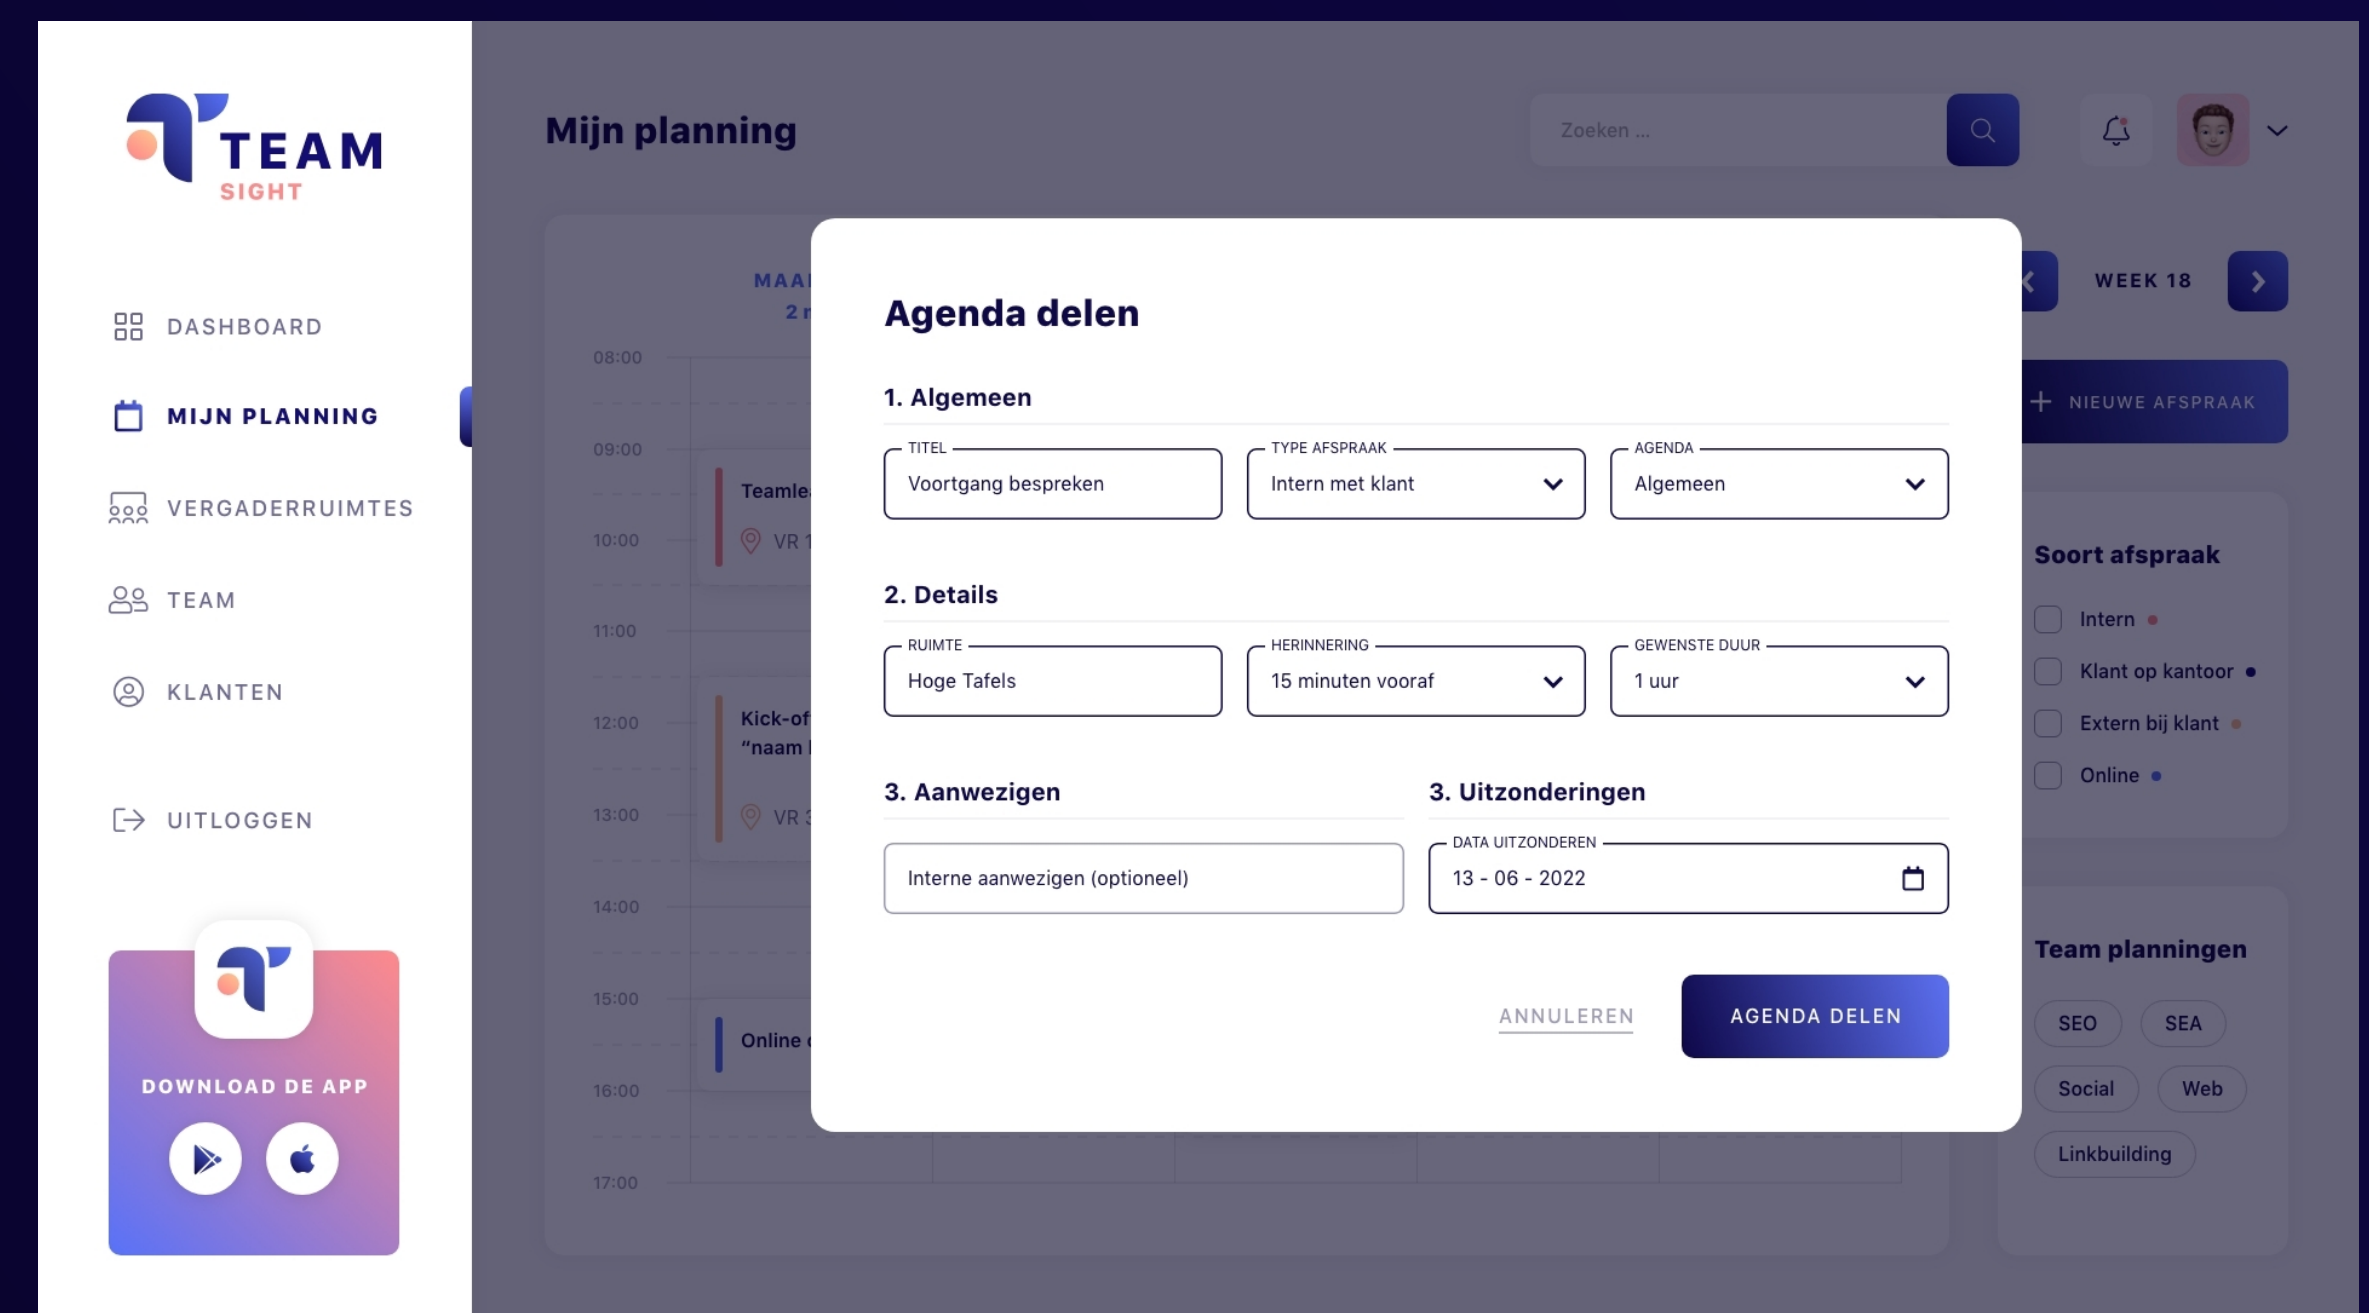 TEAM
SIGHT
DASHBOARD
MIJN PLANNING
VERGADERRUIMTES
TEAM
KLANTEN
UITLOGGEN
DOWNLOAD DE APP
Mijn planning
Zoeken ...
WEEK 18
NIEUWE AFSPRAAK
2
08:00
09:00
10:00
11:00
12:00
13:00
14:00
15:00
16:00
17:00
VR 1
Kick-of
“naam
VR
Online
Agenda delen
1. Algemeen
TITEL
Voortgang bespreken
TYPE AFSPRAAK
Intern met klant
AGENDA
Algemeen
2. Details
RUIMTE
Hoge Tafels
HERINNERING
15 minuten vooraf
GEWENSTE DUUR
1 uur
3. Aanwezigen
Interne aanwezigen (optioneel)
3. Uitzonderingen
DATA UITZONDEREN
13 - 06 - 2022
ANNULEREN
AGENDA DELEN
Soort afspraak
Intern
Klant op kantoor
Extern bij klant
Online
Team planningen
SEO
SEA
Social
Web
Linkbuilding